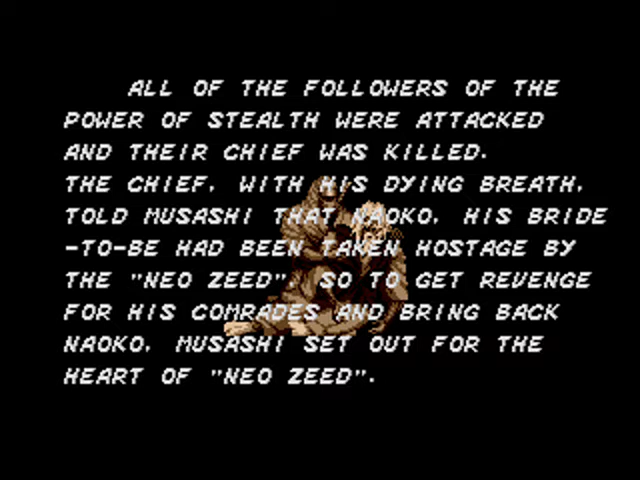 ALL OF THE FOLLOWERS OF THE
POWER OF STEALTH WERE ATTACKED
AND THEIR CHIEF WAS KILLED.
THE CHIEF, WITH HIS DYING BREATH,
TOLD MUSASHI THAT NAOKO, HIS BRIDE
-TO-BE HAD BEEN TAKEN HOSTAGE BY
THE "NEO ZEED". SO TO GET REVENGE
FOR HIS COMRADES AND BRING BACK
NAOKO, MUSASHI SET OUT FOR THE
HEART OF "NEO ZEED".